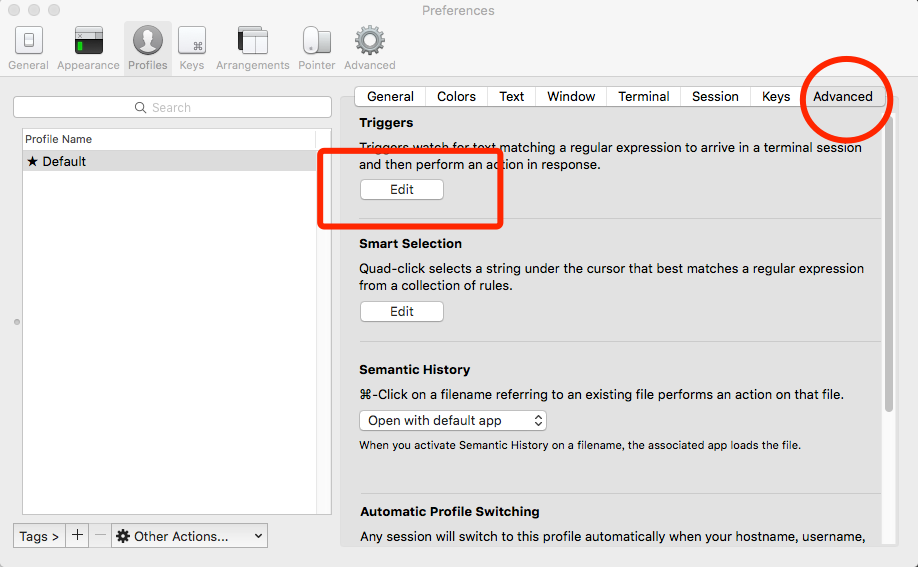 Preferences
General Appearance Profiles Keys Arrangements Pointer Advanced
Search
Profile Name
★ Default
Tags > + − Other Actions...
General Colors Text Window Terminal Session Keys Advanced
Triggers
Triggers watch for text matching a regular expression to arrive in a terminal session
and then perform an action in response.
Edit
Smart Selection
Quad-click selects a string under the cursor that best matches a regular expression
from a collection of rules.
Edit
Semantic History
⌘-Click on a filename referring to an existing file performs an action on that file.
Open with default app
When you activate Semantic History on a filename, the associated app loads the file.
Automatic Profile Switching
Any session will switch to this profile automatically when your hostname, username,